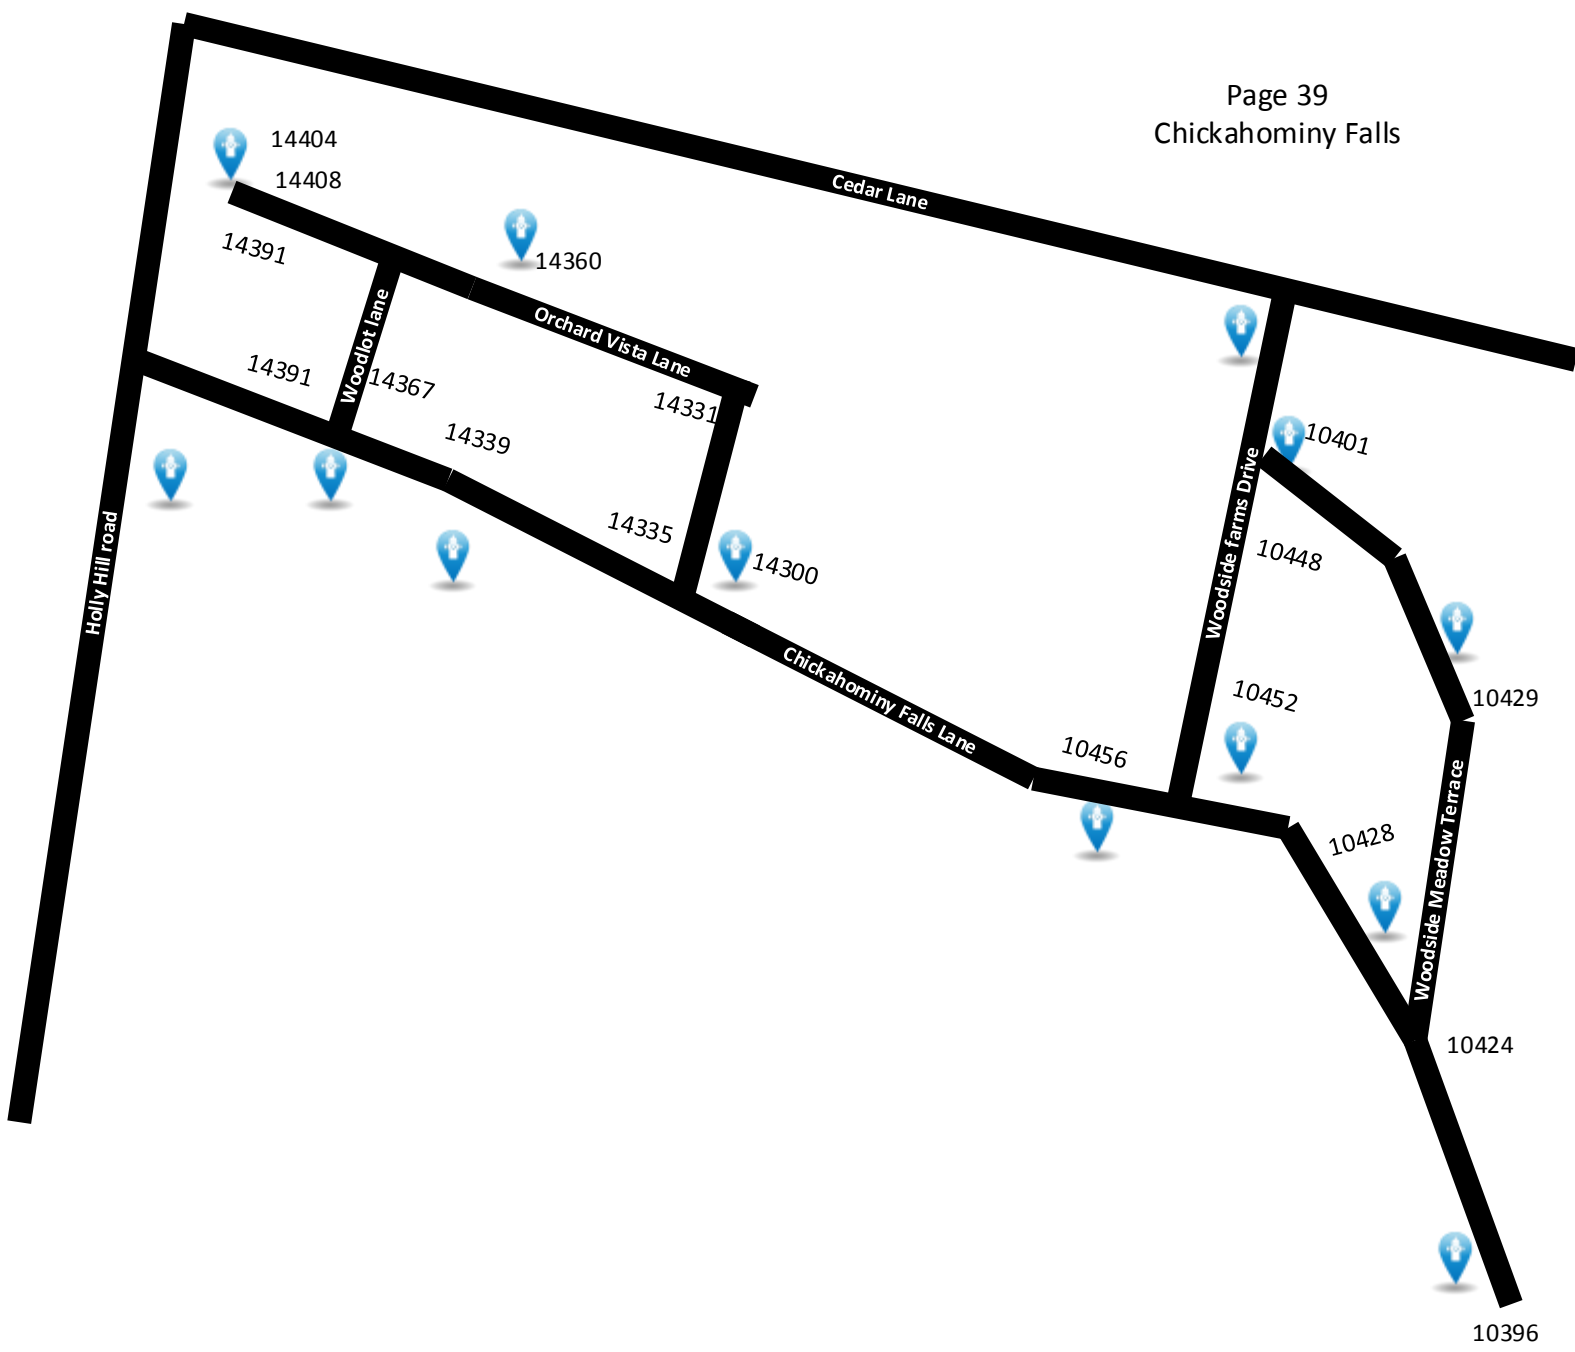 Page 39
Chickahominy Falls
14404
14408
Cedar Lane
14391
14360
Woodlot lane
Orchard Vista Lane
14391
14367
14331
14339
10401
Holly Hill road
14335
14300
Woodside farms Drive
10448
Chickahominy Falls Lane
10452
10429
10456
10428
Woodside Meadow Terrace
10424
10396